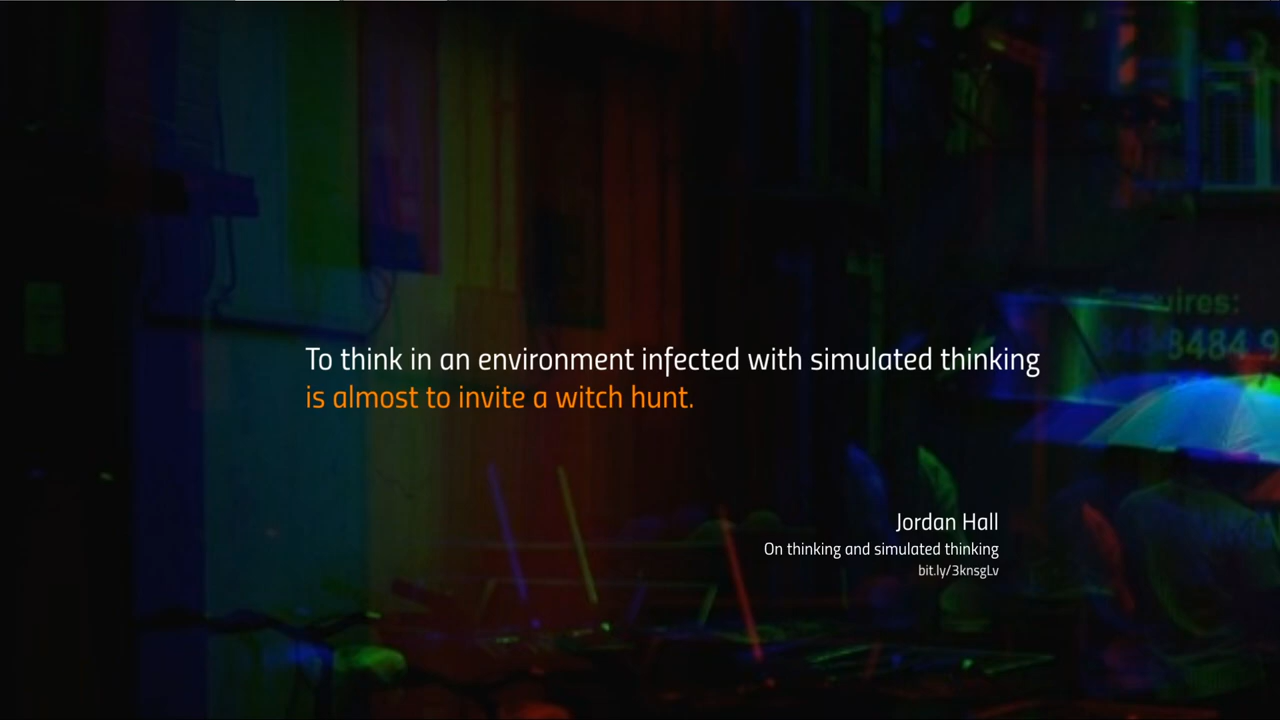 To think in an environment infected with simulated thinking
is almost to invite a witch hunt.
Jordan Hall
On thinking and simulated thinking
bit.ly/3knsgLv